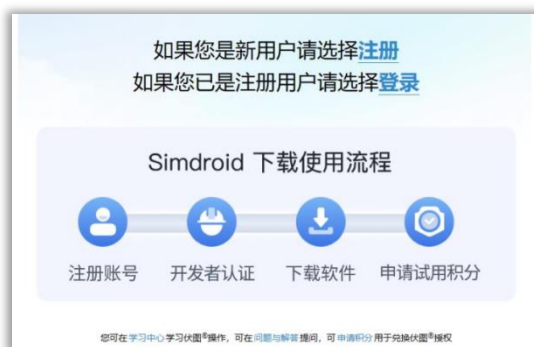 如果您是新用户请选择注册
如果您已是注册用户请选择登录
Simdroid 下载使用流程
注册账号 开发者认证 下载软件 申请试用积分
您可在学习中心学习伏图®操作，可在问题与解答提问，可申请积分用于兑换伏图®授权